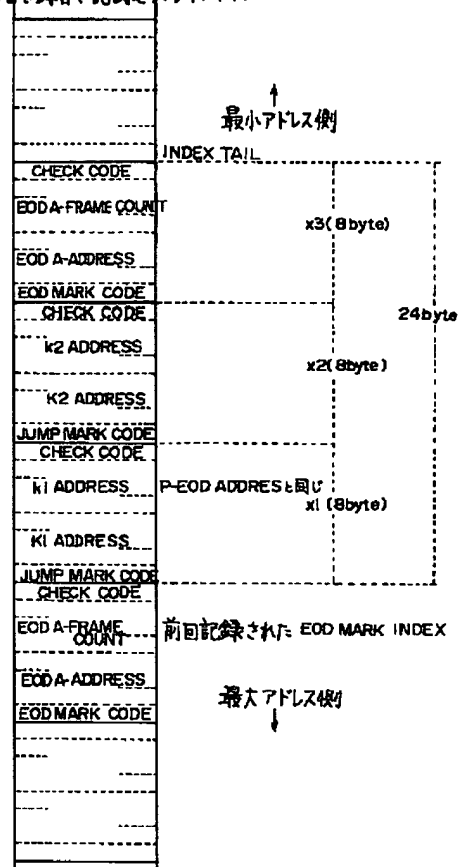 最小アドレス側
INDEX TAIL
CHECK CODE
EOD A-FRAME COUNT
x3(8byte)
EOD A-ADDRESS
EOD MARK CODE
CHECK CODE
24byte
k2 ADDRESS
x2(8byte)
K2 ADDRESS
JUMP MARK CODE
CHECK CODE
k1 ADDRESS P-EOD ADDRESと同じ
x1(8byte)
K1 ADDRESS
JUMP MARK CODE
CHECK CODE
EOD A-FRAME COUNT 前回記録された EOD MARK INDEX
EOD A-ADDRESS
最大アドレス側
EOD MARK CODE